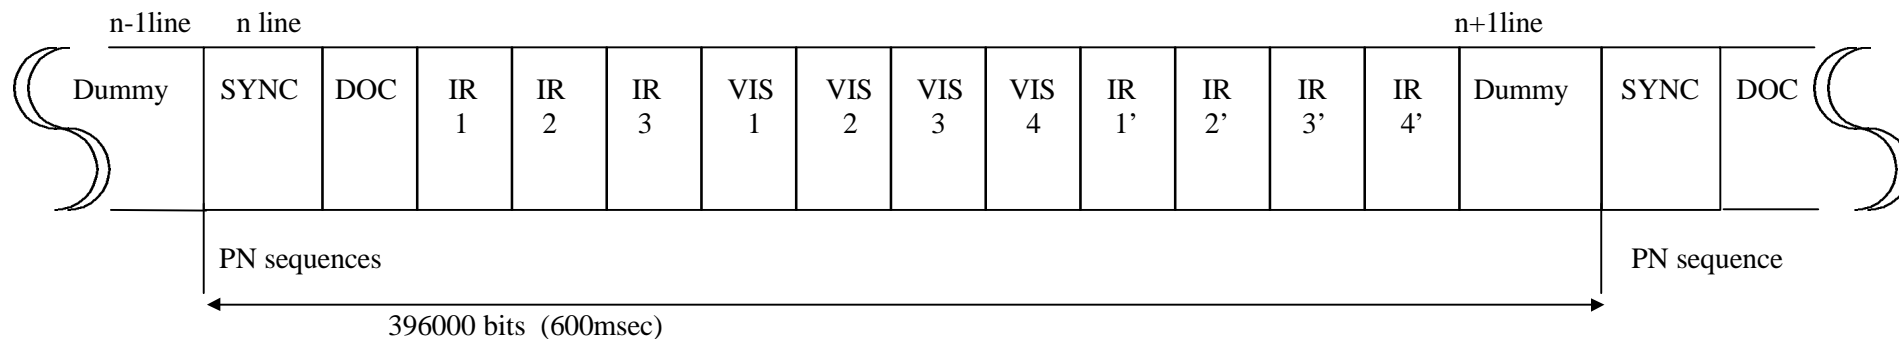 n-1line n line n+1line
Dummy SYNC DOC IR IR IR VIS VIS VIS VIS IR IR IR IR Dummy SYNC DOC
1 2 3 1 2 3 4 1’ 2’ 3’ 4’
PN sequences PN sequence
396000 bits (600msec)